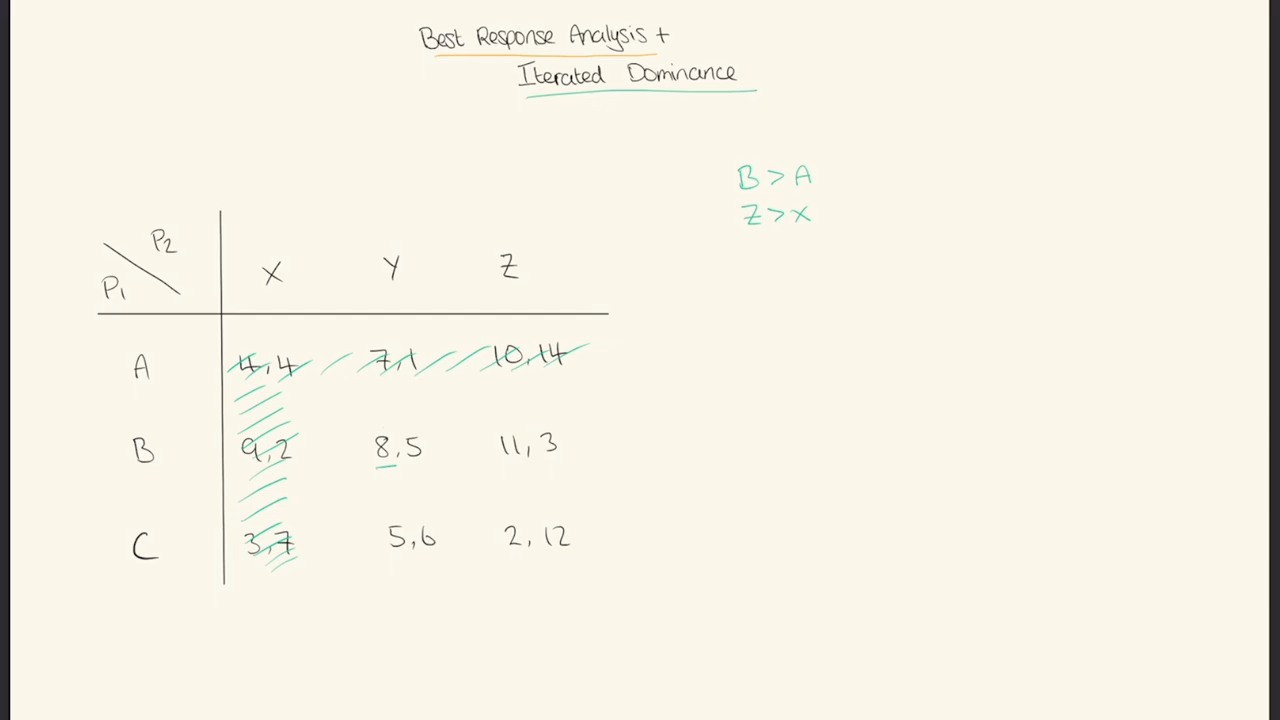 Best Response Analysis +
Iterated Dominance
B > A
Z > X
P2
P1
X Y Z
A 4,4 7,1 10,14
B 9,2 8,5 11,3
C 3,7 5,6 2,12